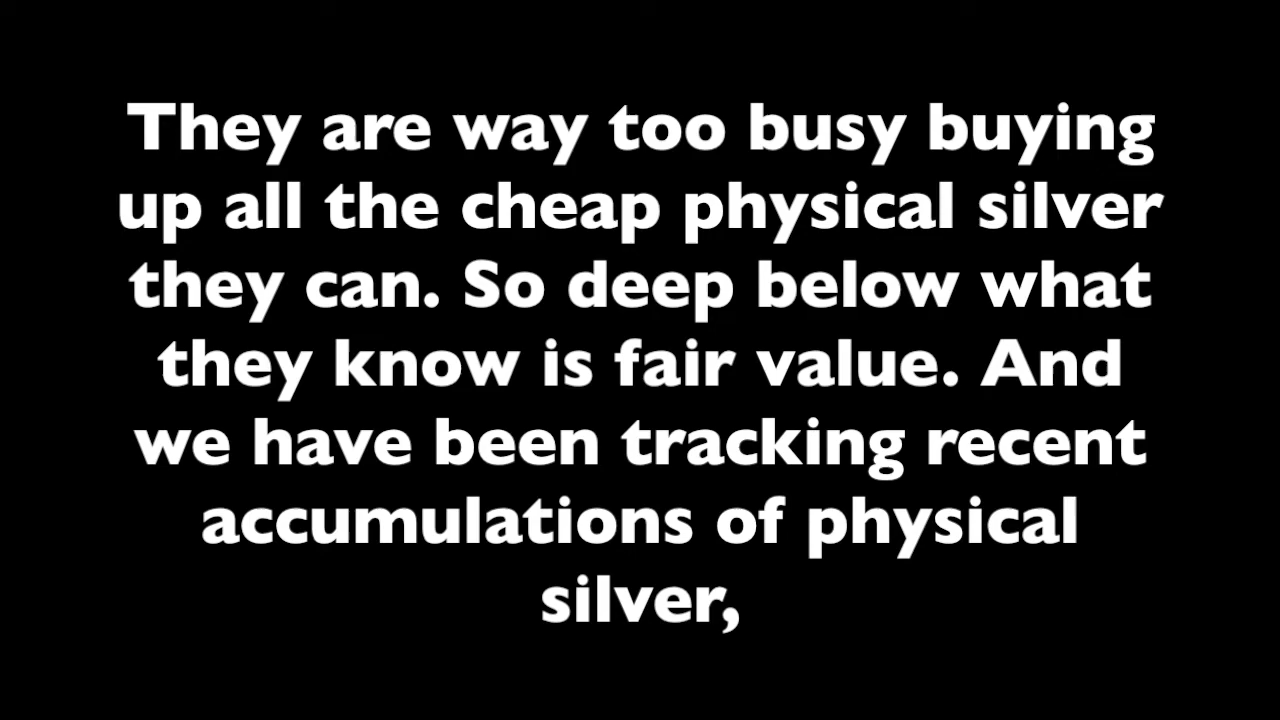 They are way too busy buying
up all the cheap physical silver
they can. So deep below what
they know is fair value. And
we have been tracking recent
accumulations of physical
silver,